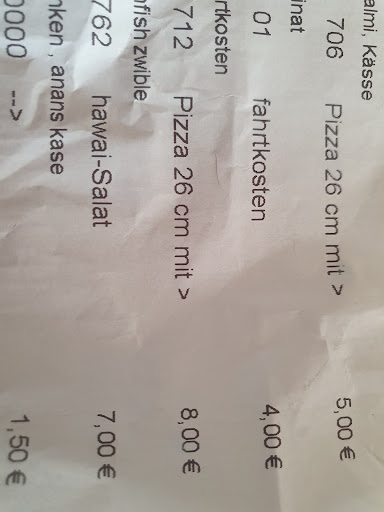 almi, Kässe
706 Pizza 26 cm mit > 5,00 €
inat
01 fahrtkosten 4,00 €
rtkosten
712 Pizza 26 cm mit > 8,00 €
nfish zwible
762 hawai-Salat 7,00 €
nken , anans kase
0000 --> 1,50 €